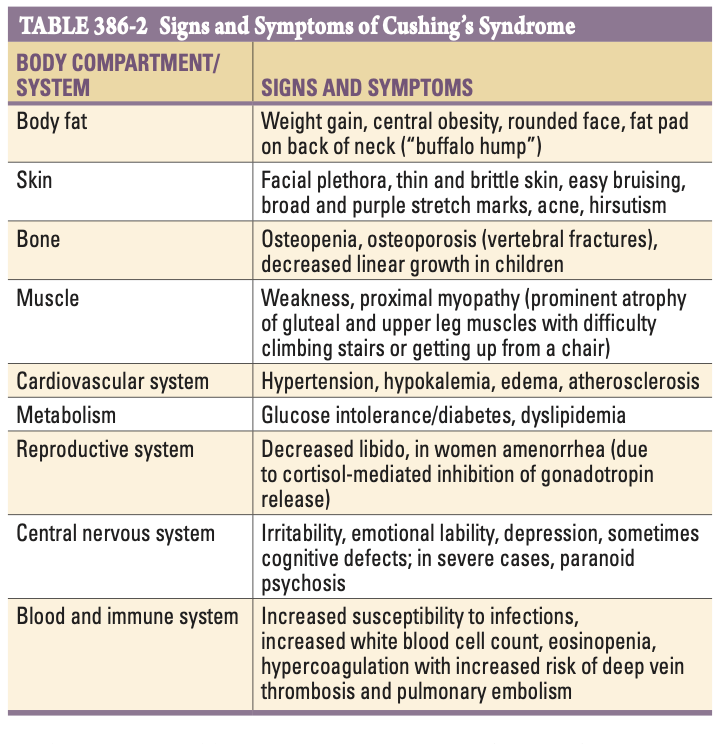 TABLE 386-2 Signs and Symptoms of Cushing's Syndrome
BODY COMPARTMENT/
SYSTEM
SIGNS AND SYMPTOMS
Body fat
Weight gain, central obesity, rounded face, fat pad
on back of neck (“buffalo hump”)
Skin
Facial plethora, thin and brittle skin, easy bruising,
broad and purple stretch marks, acne, hirsutism
Bone
Osteopenia, osteoporosis (vertebral fractures),
decreased linear growth in children
Muscle
Weakness, proximal myopathy (prominent atrophy
of gluteal and upper leg muscles with difficulty
climbing stairs or getting up from a chair)
Cardiovascular system
Hypertension, hypokalemia, edema, atherosclerosis
Metabolism
Glucose intolerance/diabetes, dyslipidemia
Reproductive system
Decreased libido, in women amenorrhea (due
to cortisol-mediated inhibition of gonadotropin
release)
Central nervous system
Irritability, emotional lability, depression, sometimes
cognitive defects; in severe cases, paranoid
psychosis
Blood and immune system
Increased susceptibility to infections,
increased white blood cell count, eosinopenia,
hypercoagulation with increased risk of deep vein
thrombosis and pulmonary embolism